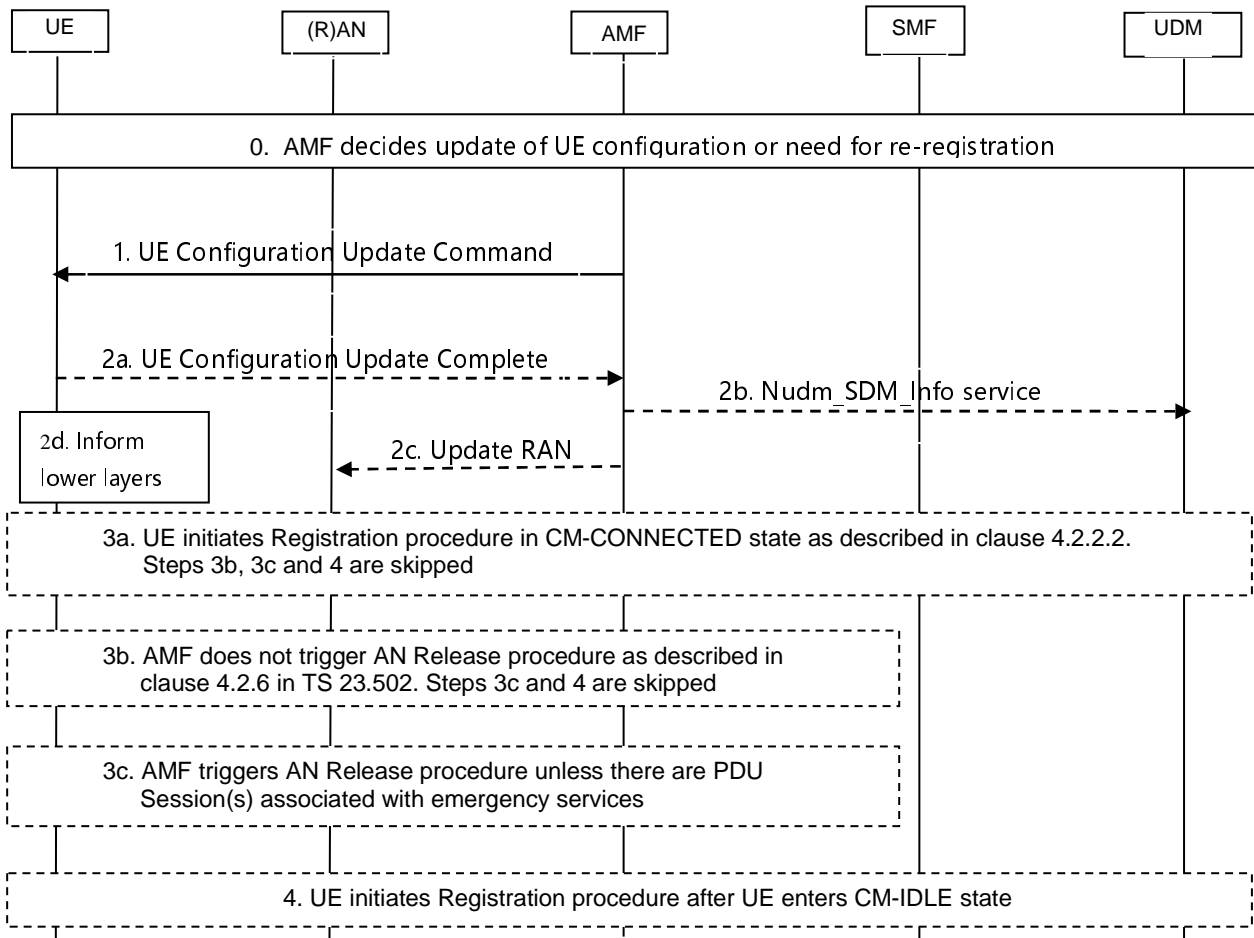 UE
(R)AN
AMF
SMF
UDM
0. AMF decides update of UE configuration or need for re-registration
1. UE Configuration Update Command
2a. UE Configuration Update Complete
2b. Nudm_SDM_Info service
2d. Inform
lower layers
2c. Update RAN
3a. UE initiates Registration procedure in CM-CONNECTED state as described in clause 4.2.2.2.
Steps 3b, 3c and 4 are skipped
3b. AMF does not trigger AN Release procedure as described in
clause 4.2.6 in TS 23.502. Steps 3c and 4 are skipped
3c. AMF triggers AN Release procedure unless there are PDU
Session(s) associated with emergency services
4. UE initiates Registration procedure after UE enters CM-IDLE state